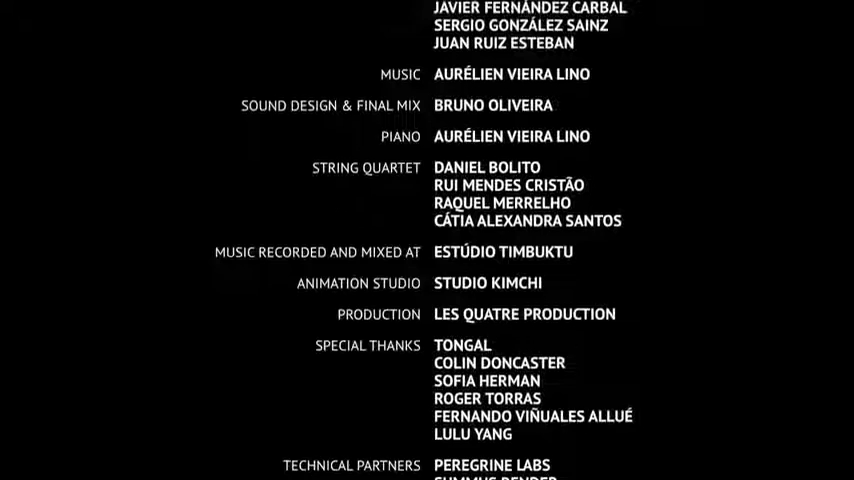 JAVIER FERNÁNDEZ CARBAL
SERGIO GONZÁLEZ SAINZ
JUAN RUIZ ESTEBAN
MUSIC AURÉLIEN VIEIRA LINO
SOUND DESIGN & FINAL MIX BRUNO OLIVEIRA
PIANO AURÉLIEN VIEIRA LINO
STRING QUARTET DANIEL BOLITO
RUI MENDES CRISTÃO
RAQUEL MERRELHO
CÁTIA ALEXANDRA SANTOS
MUSIC RECORDED AND MIXED AT ESTÚDIO TIMBUKTU
ANIMATION STUDIO STUDIO KIMCHI
PRODUCTION LES QUATRE PRODUCTION
SPECIAL THANKS TONGAL
COLIN DONCASTER
SOFIA HERMAN
ROGER TORRAS
FERNANDO VIÑUALES ALLUÉ
LULU YANG
TECHNICAL PARTNERS PEREGRINE LABS